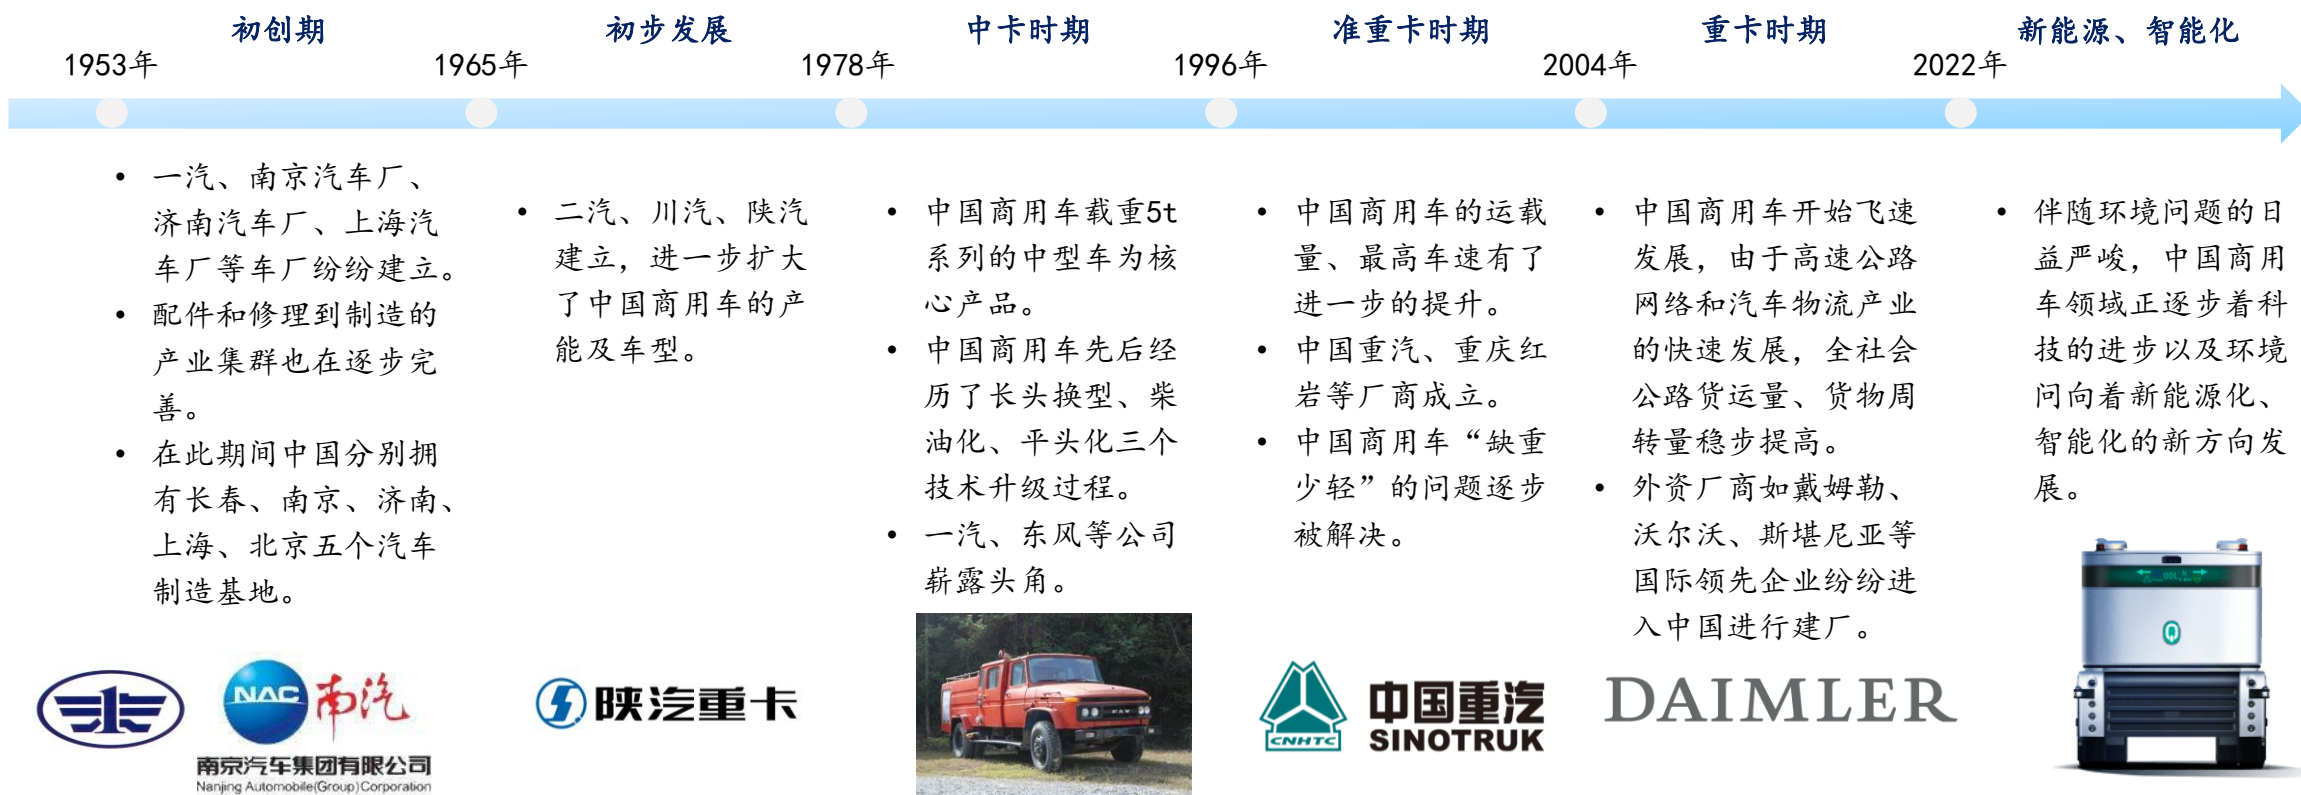 初创期
初步发展
中卡时期
准重卡时期
重卡时期
新能源、智能化
1953年
1965年
1978年
1996年
2004年
2022年
• 一汽、南京汽车厂、
济南汽车厂、上海汽
车厂等车厂纷纷建立。
• 配件和修理到制造的
产业集群也在逐步完
善。
• 在此期间中国分别拥
有长春、南京、济南、
上海、北京五个汽车
制造基地。
• 二汽、川汽、陕汽
建立，进一步扩大
了中国商用车的产
能及车型。
• 中国商用车载重5t
系列的中型车为核
心产品。
• 中国商用车先后经
历了长头换型、柴
油化、平头化三个
技术升级过程。
• 一汽、东风等公司
崭露头角。
• 中国商用车的运载
量、最高车速有了
进一步的提升。
• 中国重汽、重庆红
岩等厂商成立。
• 中国商用车“缺重
少轻”的问题逐步
被解决。
• 中国商用车开始飞速
发展，由于高速公路
网络和汽车物流产业
的快速发展，全社会
公路货运量、货物周
转量稳步提高。
• 外资厂商如戴姆勒、
沃尔沃、斯堪尼亚等
国际领先企业纷纷进
入中国进行建厂。
• 伴随环境问题的日
益严峻，中国商用
车领域正逐步着科
技的进步以及环境
问向着新能源化、
智能化的新方向发
展。
NAC 南汽
南京汽车集团有限公司
Nanjing Automobile(Group)Corporation
陕汽重卡
FAW
CNHTC
中国重汽
SINOTRUK
DAIMLER